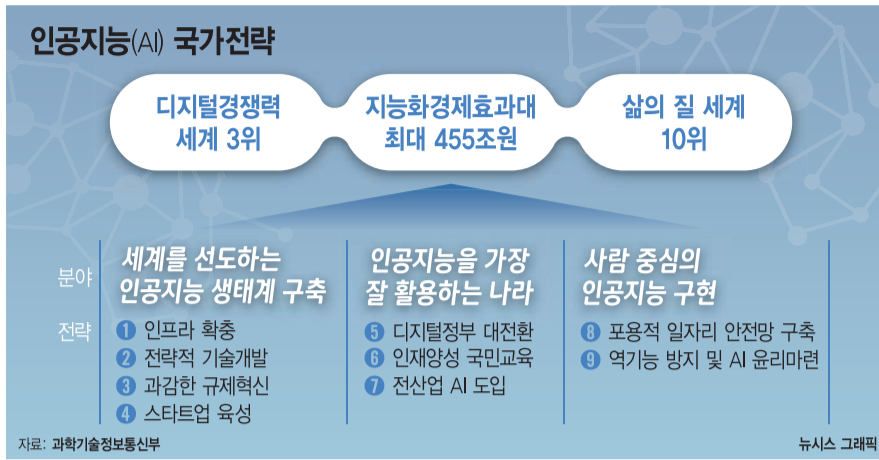 인공지능(AI) 국가전략
디지털경쟁력
세계 3위
지능화경제효과대
최대 455조원
삶의 질 세계
10위
분야
세계를 선도하는
인공지능 생태계 구축
인공지능을 가장
잘 활용하는 나라
사람 중심의
인공지능 구현
전략
1 인프라 확충
2 전략적 기술개발
3 과감한 규제혁신
4 스타트업 육성
5 디지털정부 대전환
6 인재양성 국민교육
7 전산업 AI 도입
8 포용적 일자리 안전망 구축
9 역기능 방지 및 AI 윤리마련
자료: 과학기술정보통신부
뉴시스 그래픽